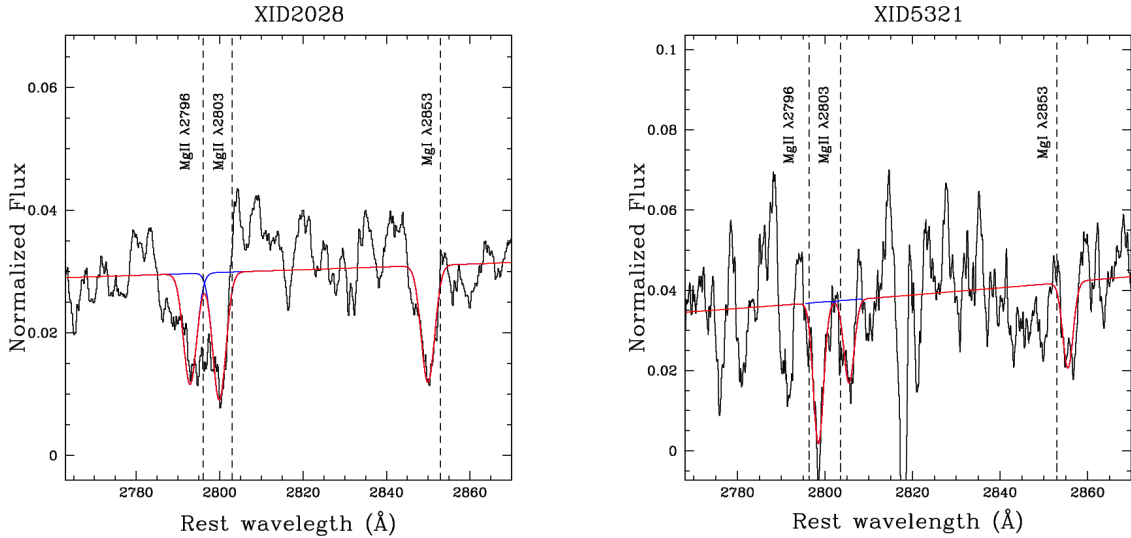 XID2028
Normalized Flux
0.06
0.04
0.02
0
MgII λ2796
MgII λ2803
MgI λ2853
2780
2800
2820
2840
2860
Rest wavelegth (Å)
XID5321
Normalized Flux
0.1
0.08
0.06
0.04
0.02
0
MgII λ2796
MgII λ2803
MgI λ2853
2780
2800
2820
2840
2860
Rest wavelength (Å)